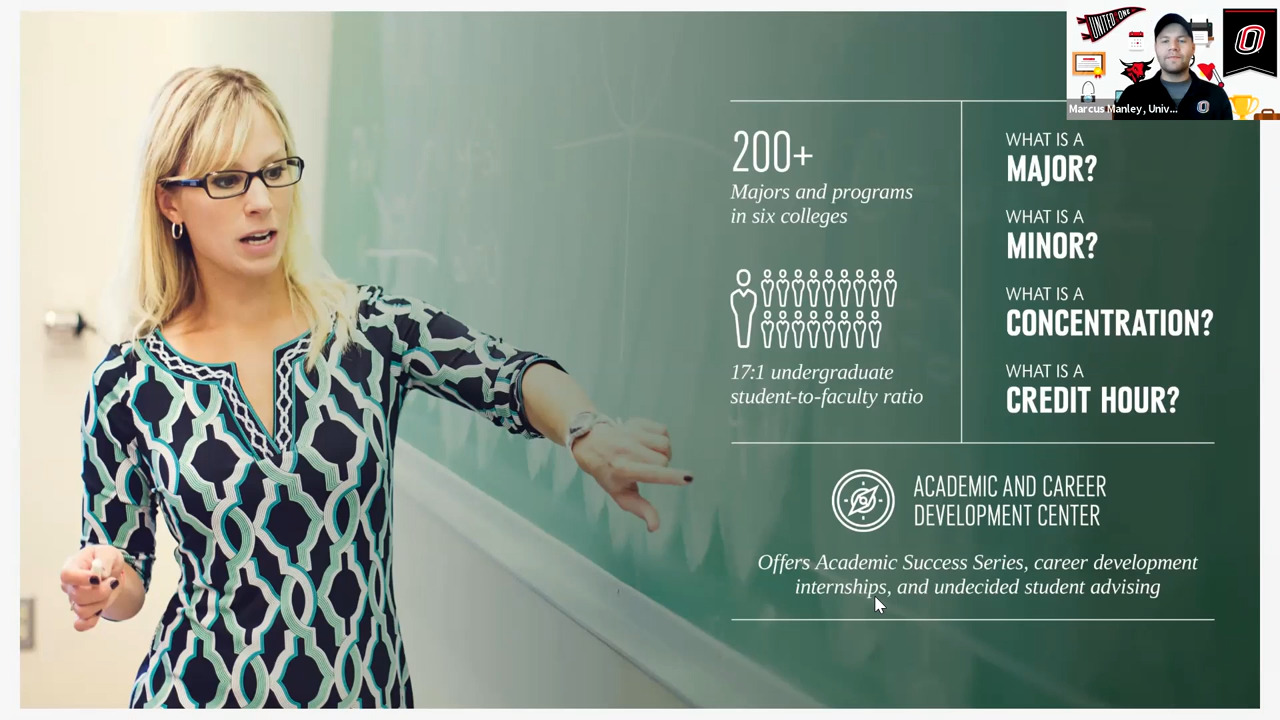 UNITED ONE
O
Marcus Manley, Univ...
O
200+
Majors and programs
in six colleges
17:1 undergraduate
student-to-faculty ratio
WHAT IS A
MAJOR?
WHAT IS A
MINOR?
WHAT IS A
CONCENTRATION?
WHAT IS A
CREDIT HOUR?
ACADEMIC AND CAREER
DEVELOPMENT CENTER
Offers Academic Success Series, career development
internships, and undecided student advising